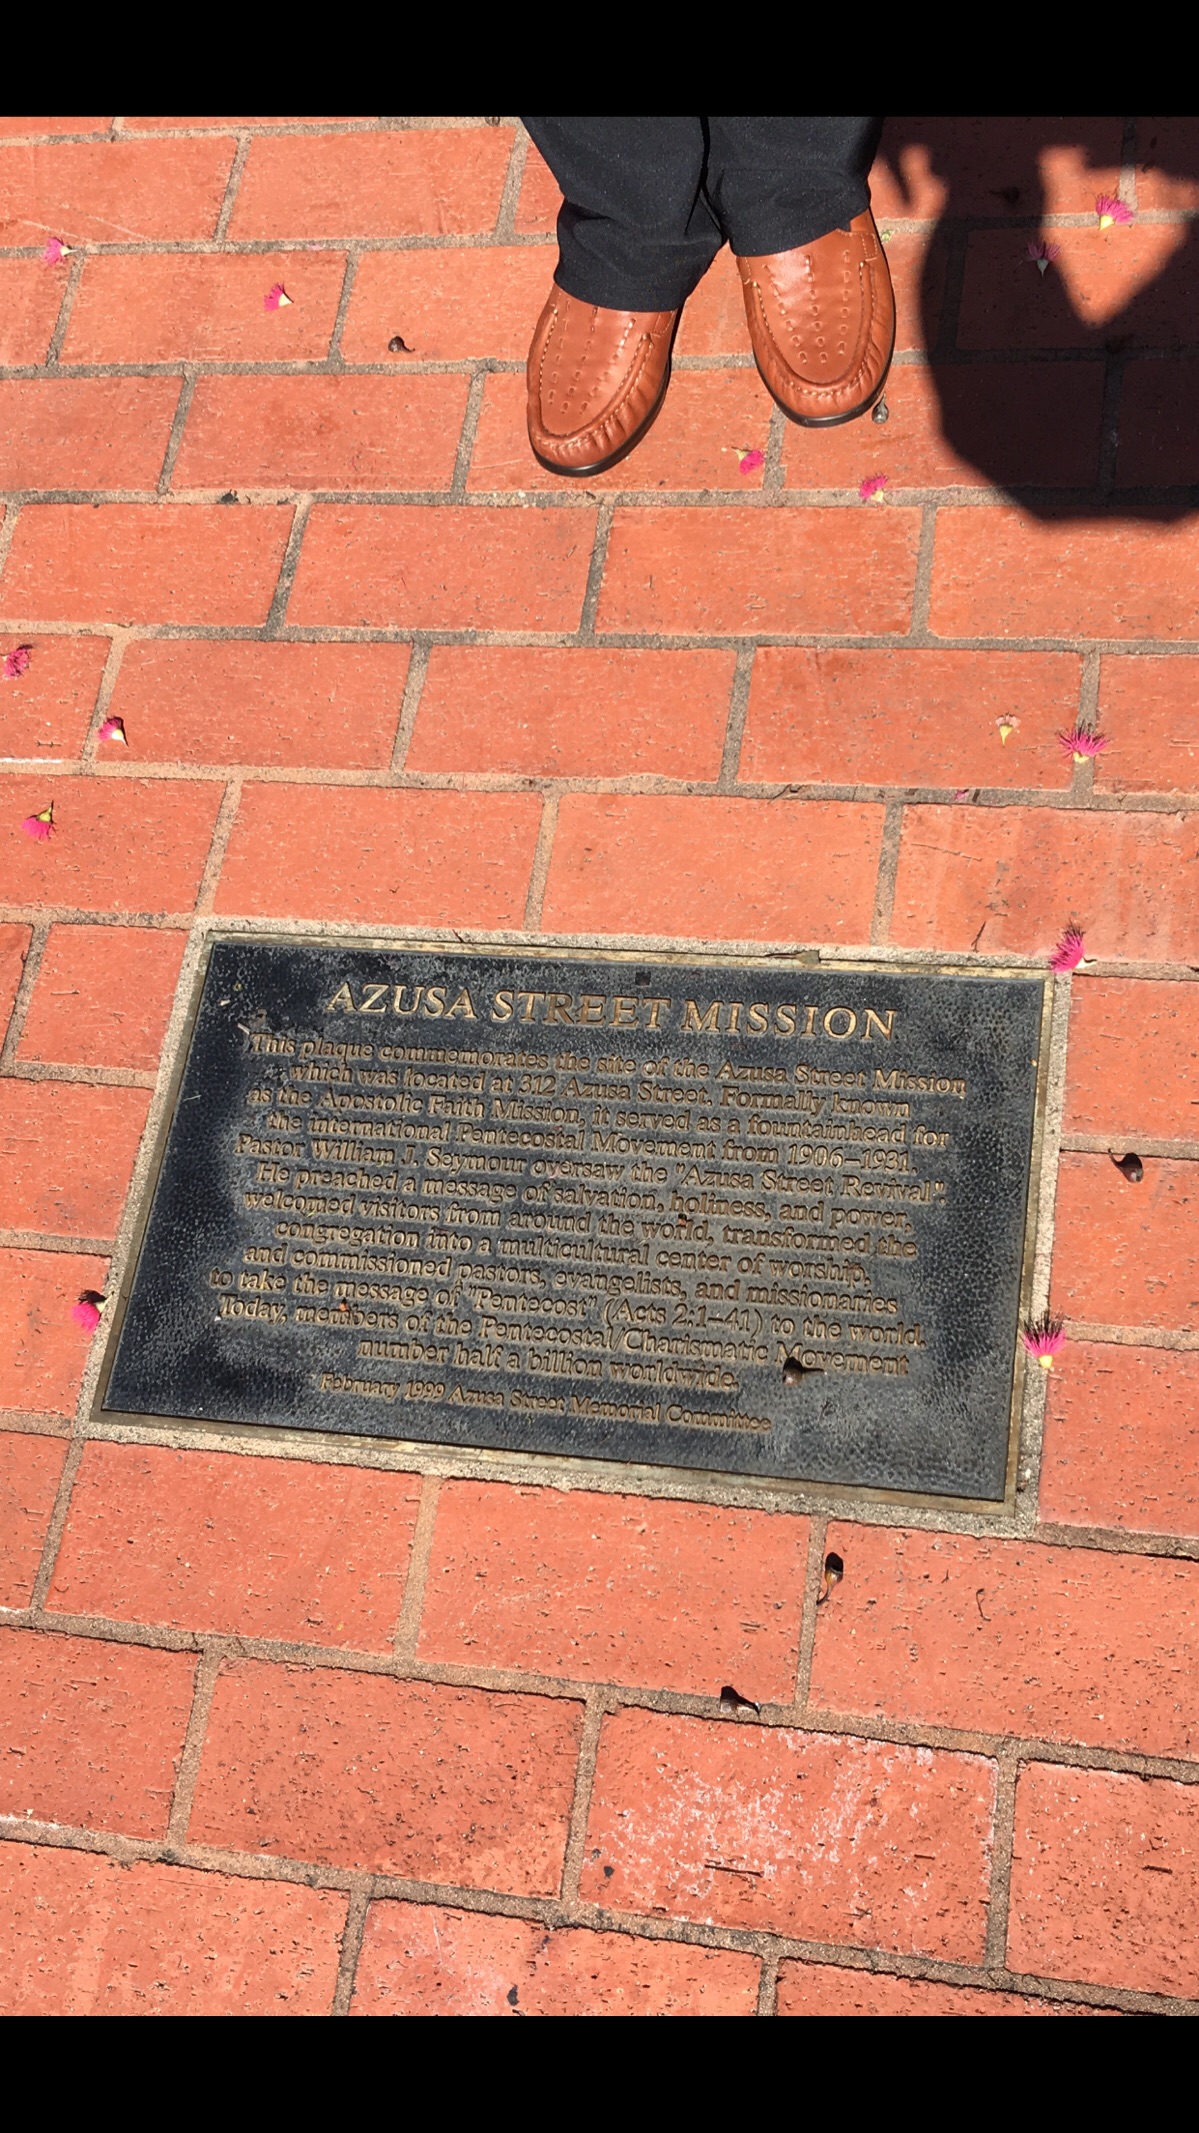 AZUSA STREET MISSION
This plaque commemorates the site of the Azusa Street Mission
which was located at 312 Azusa Street. Formally known
as the Apostolic Faith Mission, it served as a fountainhead for
the international Pentecostal Movement from 1906–1931.
Pastor William J. Seymour oversaw the "Azusa Street Revival".
He preached a message of salvation, holiness, and power,
welcomed visitors from around the world, transformed the
congregation into a multicultural center of worship,
and commissioned pastors, evangelists, and missionaries
to take the message of "Pentecost" (Acts 2:1–41) to the world.
Today, members of the Pentecostal/Charismatic Movement
number half a billion worldwide.
February 1999 Azusa Street Memorial Committee